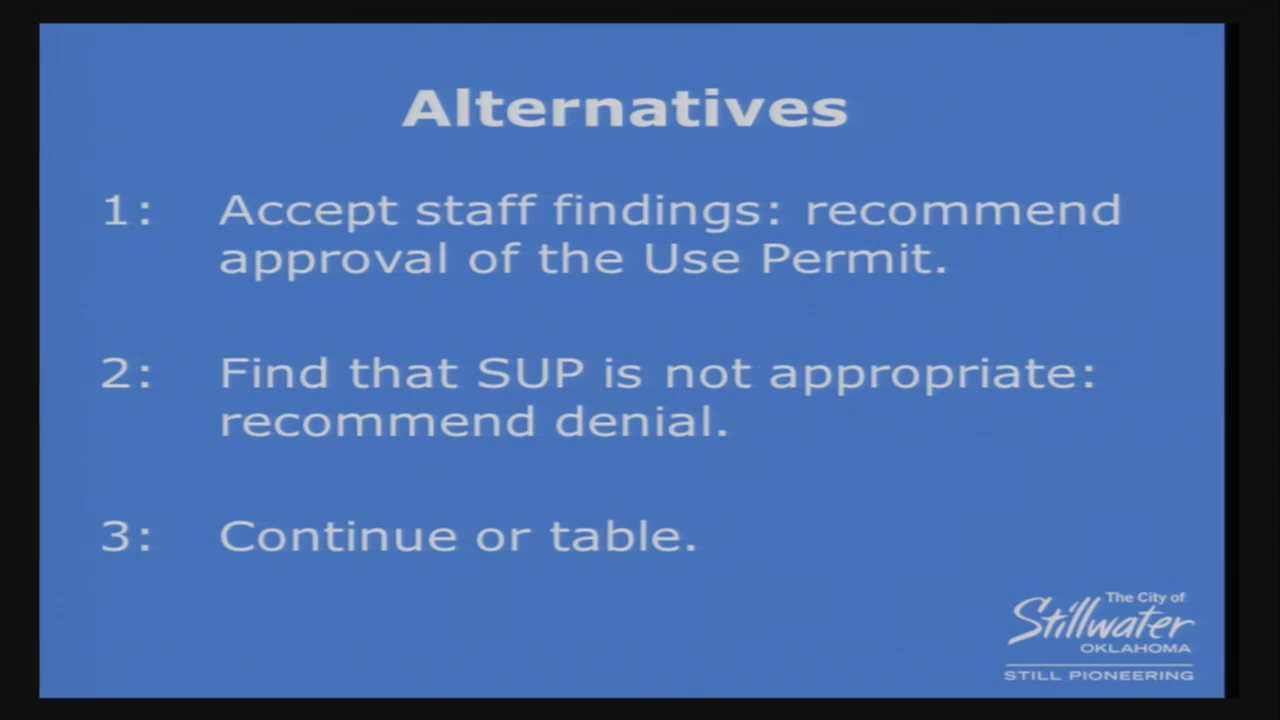 Alternatives
1: Accept staff findings: recommend
approval of the Use Permit.
2: Find that SUP is not appropriate:
recommend denial.
3: Continue or table.
The City of
Stillwater
OKLAHOMA
STILL PIONEERING